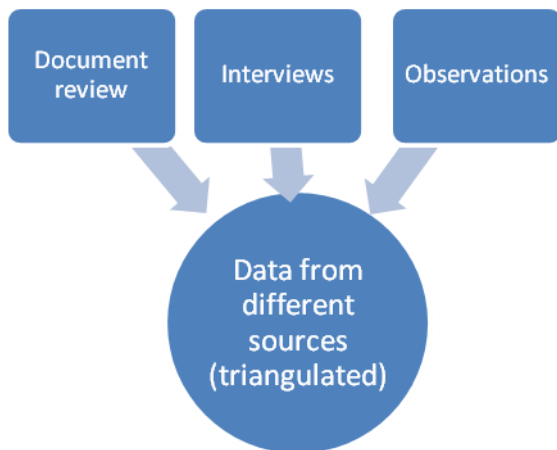 Document
review
Interviews
Observations
Data from
different
sources
(triangulated)